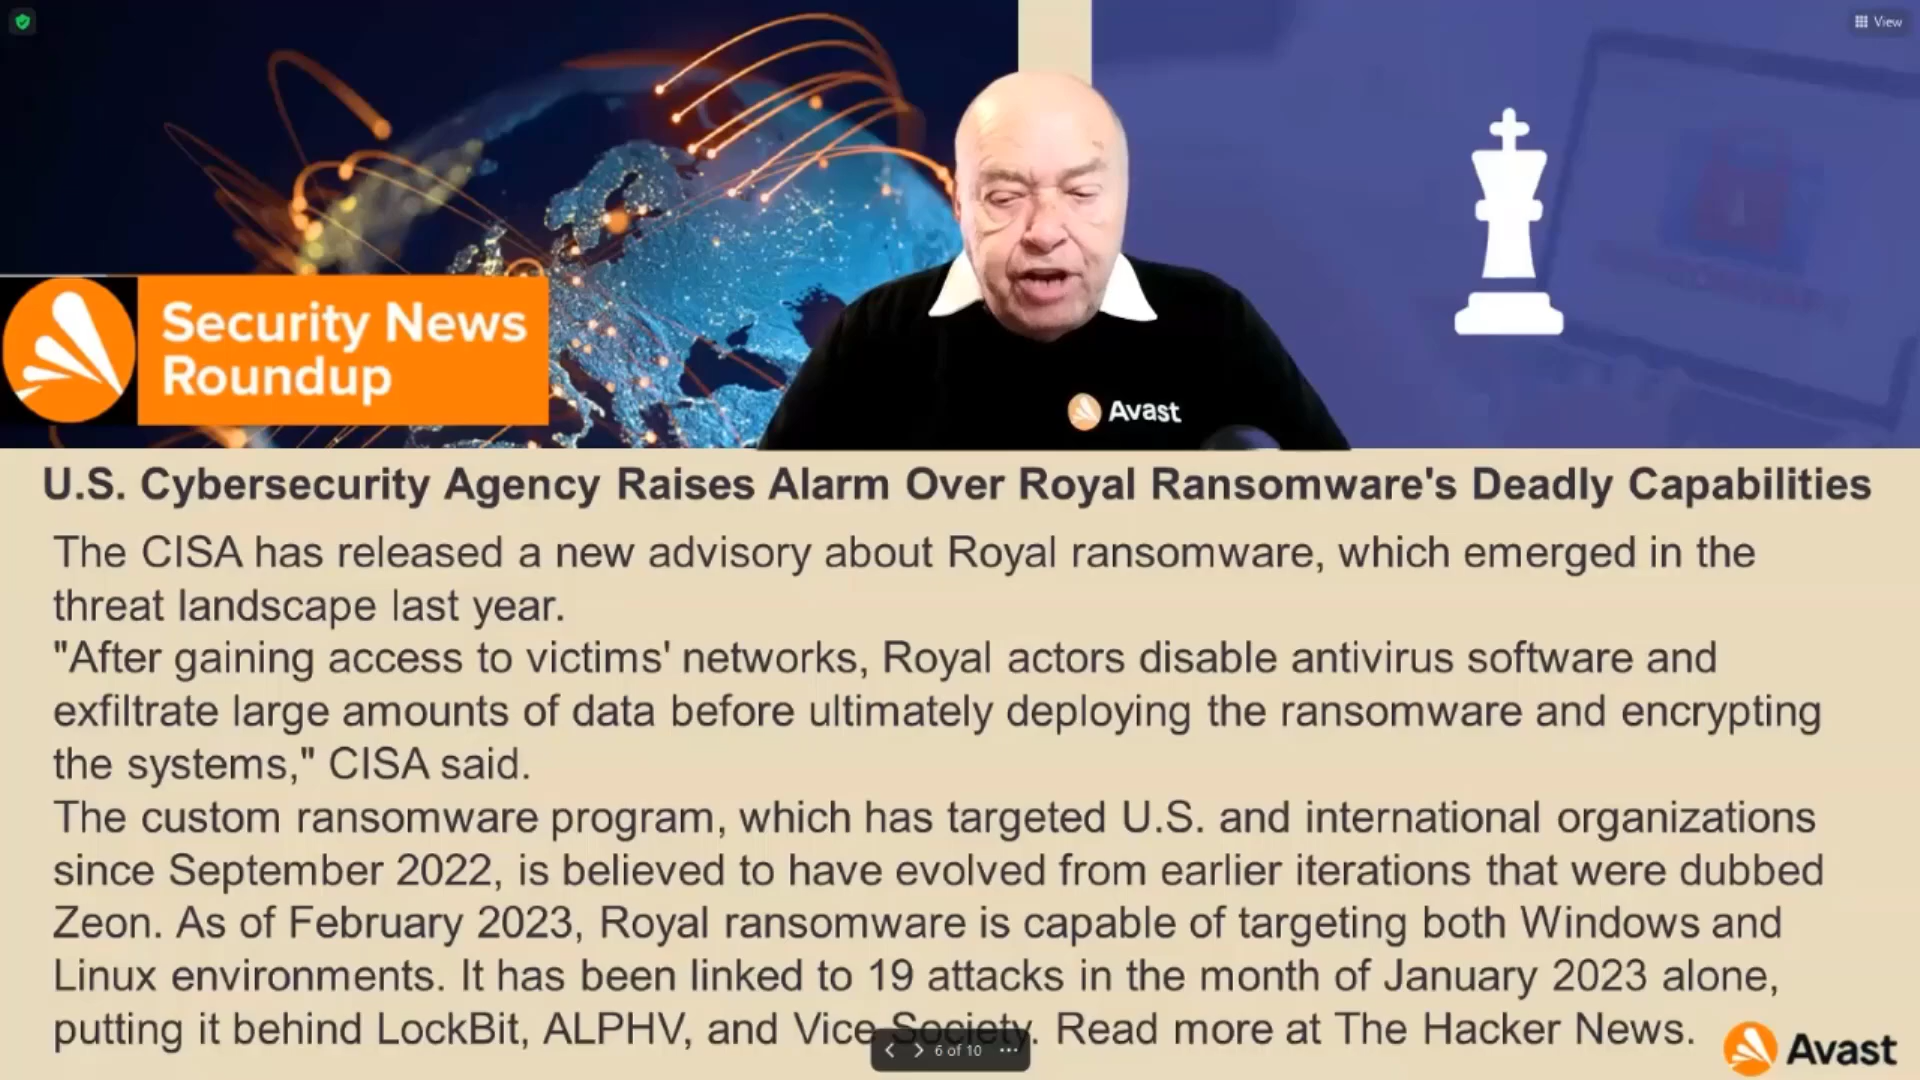 View
Security News
Roundup
Avast
U.S. Cybersecurity Agency Raises Alarm Over Royal Ransomware's Deadly Capabilities
The CISA has released a new advisory about Royal ransomware, which emerged in the
threat landscape last year.
"After gaining access to victims' networks, Royal actors disable antivirus software and
exfiltrate large amounts of data before ultimately deploying the ransomware and encrypting
the systems," CISA said.
The custom ransomware program, which has targeted U.S. and international organizations
since September 2022, is believed to have evolved from earlier iterations that were dubbed
Zeon. As of February 2023, Royal ransomware is capable of targeting both Windows and
Linux environments. It has been linked to 19 attacks in the month of January 2023 alone,
putting it behind LockBit, ALPHV, and Vice Society. Read more at The Hacker News.
6 of 10
Avast